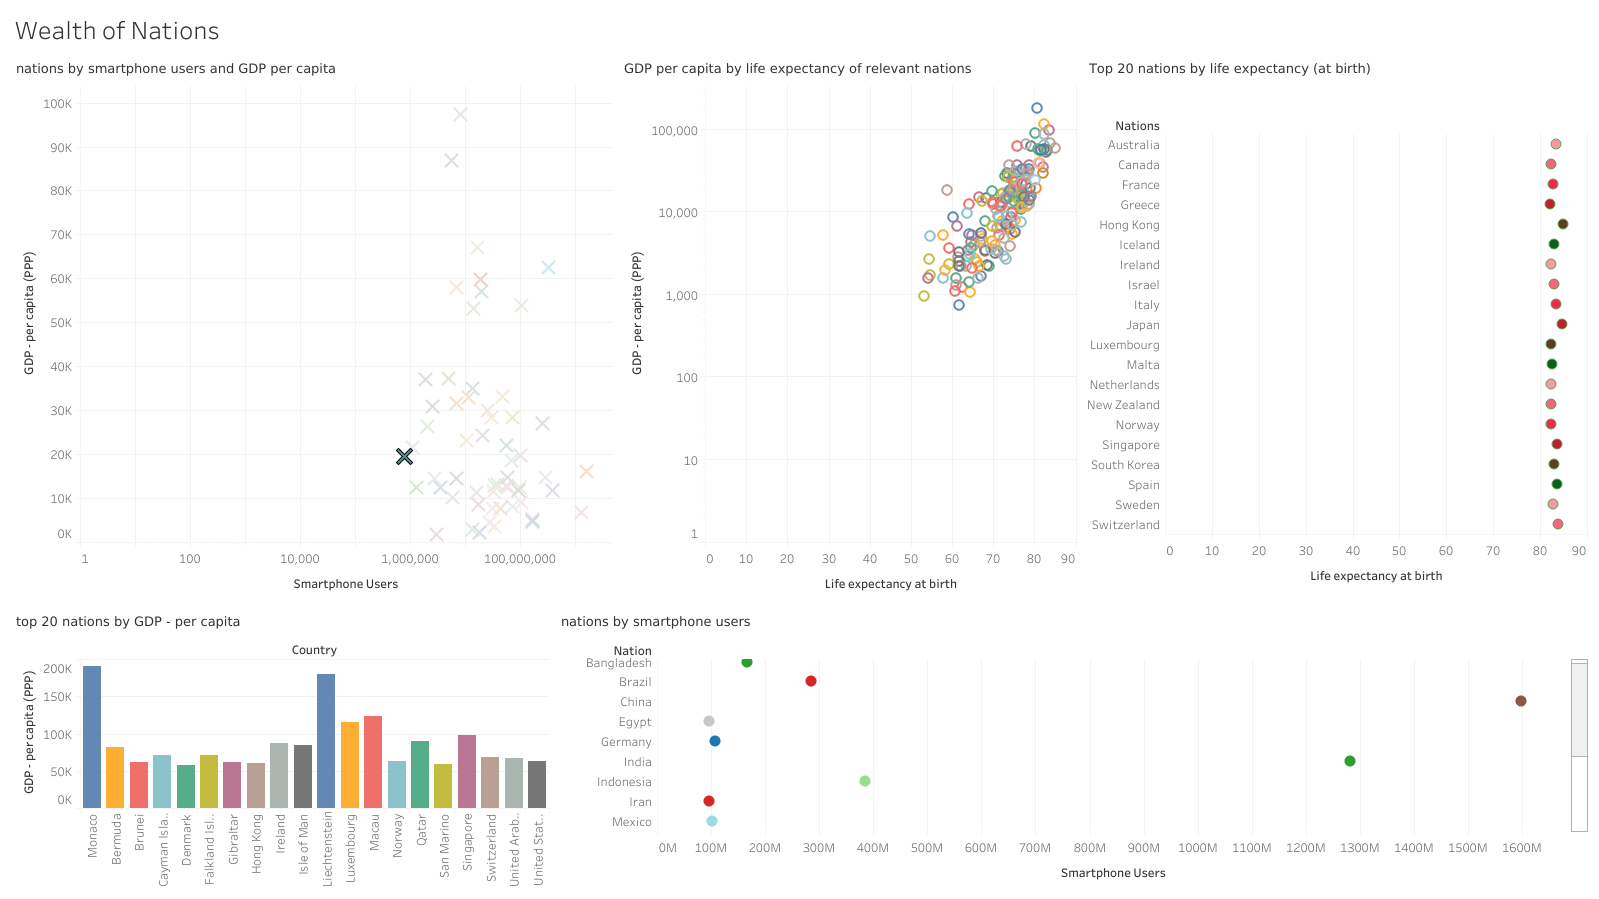 Wealth of Nations
nations by smartphone users and GDP per capita
GDP - per capita (PPP)
100K
90K
80K
70K
60K
50K
40K
30K
20K
10K
0K
1
100
10,000
1,000,000
100,000,000
Smartphone Users
GDP per capita by life expectancy of relevant nations
GDP - per capita (PPP)
100,000
10,000
1,000
100
10
1
0 10 20 30 40 50 60 70 80 90
Life expectancy at birth
Top 20 nations by life expectancy (at birth)
Nations
Australia
Canada
France
Greece
Hong Kong
Iceland
Ireland
Israel
Italy
Japan
Luxembourg
Malta
Netherlands
New Zealand
Norway
Singapore
South Korea
Spain
Sweden
Switzerland
0 10 20 30 40 50 60 70 80 90
Life expectancy at birth
top 20 nations by GDP - per capita
Country
GDP - per capita (PPP)
200K
150K
100K
50K
0K
Monaco
Bermuda
Brunei
Cayman Isla..
Denmark
Falkland Isl..
Gibraltar
Hong Kong
Ireland
Isle of Man
Liechtenstein
Luxembourg
Macau
Norway
Qatar
San Marino
Singapore
Switzerland
United Arab..
United Stat..
nations by smartphone users
Nation
Bangladesh
Brazil
China
Egypt
Germany
India
Indonesia
Iran
Mexico
0M 100M 200M 300M 400M 500M 600M 700M 800M 900M 1000M 1100M 1200M 1300M 1400M 1500M 1600M
Smartphone Users